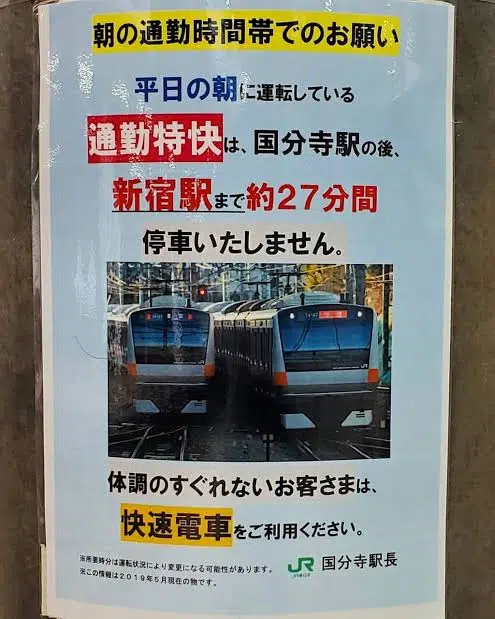 朝の通勤時間帯でのお願い
平日の朝に運転している
通勤特快は、国分寺駅の後、
新宿駅まで約27分間
停車いたしません。
体調のすぐれないお客さまは、
快速電車をご利用ください。
※所要時分は運転状況により変更になる可能性があります。
※この情報は2019年5月現在の物です。
JR 国分寺駅長